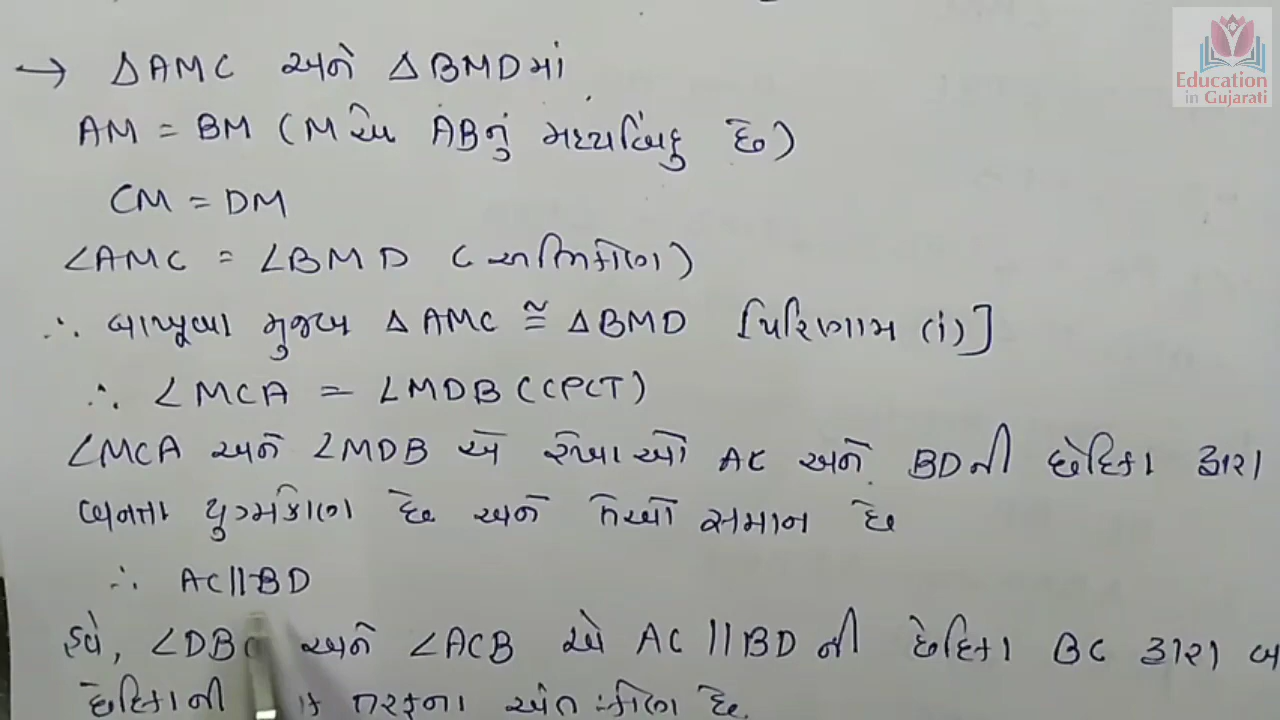 Education
in Gujarati
→ ΔAMC અને ΔBMDમાં
AM = BM (M એ ABનું મધ્યબિંદુ છે)
CM = DM
∠AMC = ∠BMD (અભિકોણ)
∴ બાખૂબા મુજબ ΔAMC ≅ ΔBMD [પરિણામ (i)]
∴ ∠MCA = ∠MDB (CPCT)
∠MCA અને ∠MDB એ રેખાઓ AC અને BDની છેદિકા દ્વારા
બનતા યુગ્મકોણ છે અને તેઓ સમાન છે
∴ AC||BD
હવે, ∠DBC અને ∠ACB એ AC || BD ની છેદિકા BC દ્વારા
છેદિકાની તરફના અંતઃકોણ છે.